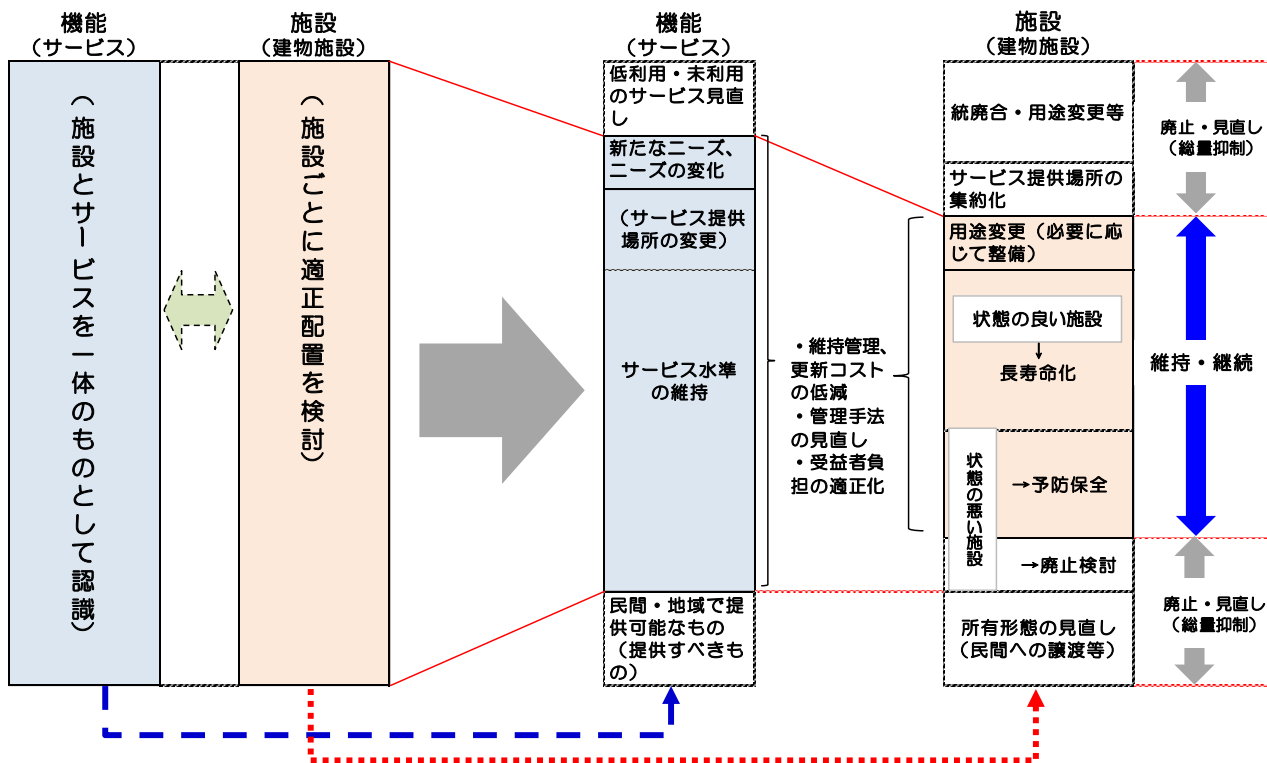 機能
（サービス）
（施設とサービスを一体のものとして認識）
施設
（建物施設）
（施設ごとに適正配置を検討）
機能
（サービス）
低利用・未利用
のサービス見直
し
新たなニーズ、
ニーズの変化
（サービス提供
場所の変更）
サービス水準
の維持
民間・地域で提
供可能なもの
（提供すべきも
の）
・維持管理、
更新コスト
の低減
・管理手法
の見直し
・受益者負
担の適正化
施設
（建物施設）
統廃合・用途変更等
サービス提供場所の
集約化
用途変更（必要に応
じて整備）
状態の良い施設
↓
長寿命化
状態の悪い施設
→予防保全
→廃止検討
所有形態の見直し
（民間への譲渡等）
廃止・見直し
（総量抑制）
維持・継続
廃止・見直し
（総量抑制）